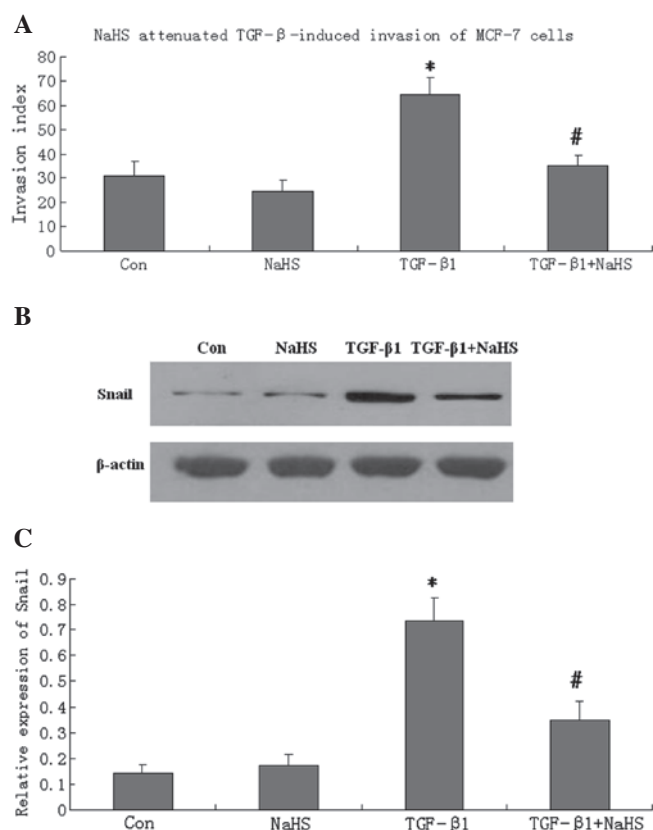 A
NaHS attenuated TGF-β-induced invasion of MCF-7 cells
Invasion index
80
70
60
50
40
30
20
10
0
*
#
Con NaHS TGF-β1 TGF-β1+NaHS
B
Con NaHS TGF-β1 TGF-β1+NaHS
Snail
β-actin
C
Relative expression of Snail
0.9
0.8
0.7
0.6
0.5
0.4
0.3
0.2
0.1
0
*
#
Con NaHS TGF-β1 TGF-β1+NaHS